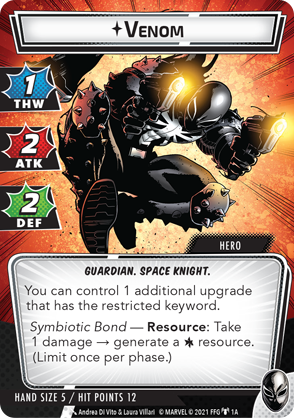 Venom
1
THW
2
ATK
2
DEF
HERO
GUARDIAN. SPACE KNIGHT.
You can control 1 additional upgrade
that has the restricted keyword.
Symbiotic Bond — Resource: Take
1 damage → generate a resource.
(Limit once per phase.)
HAND SIZE 5 / HIT POINTS 12
Andrea Di Vito & Laura Villari © MARVEL © 2021 FFG 1A